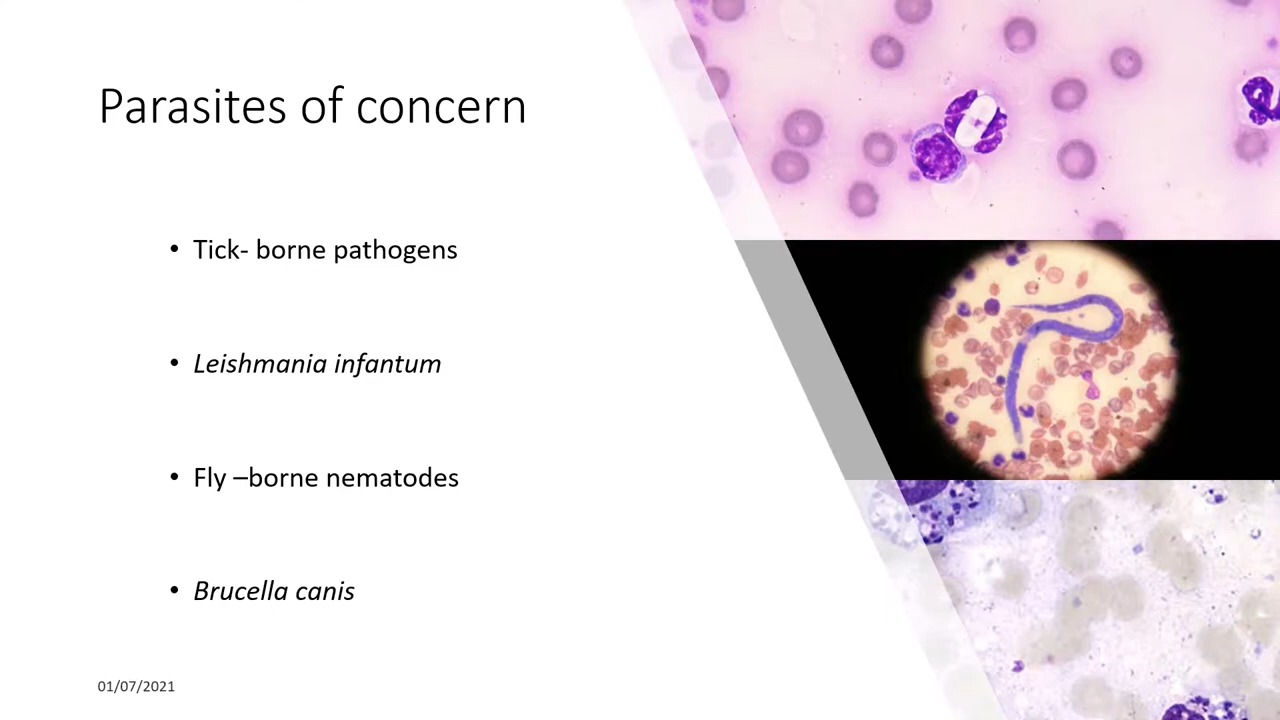 Parasites of concern
• Tick- borne pathogens
• Leishmania infantum
• Fly –borne nematodes
• Brucella canis
01/07/2021